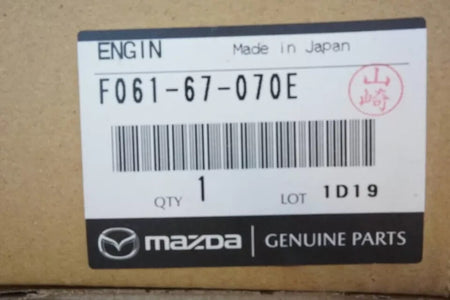 ENGIN Made in Japan
F061-67-070E
山崎
QTY 1 LOT 1D19
mazda GENUINE PARTS